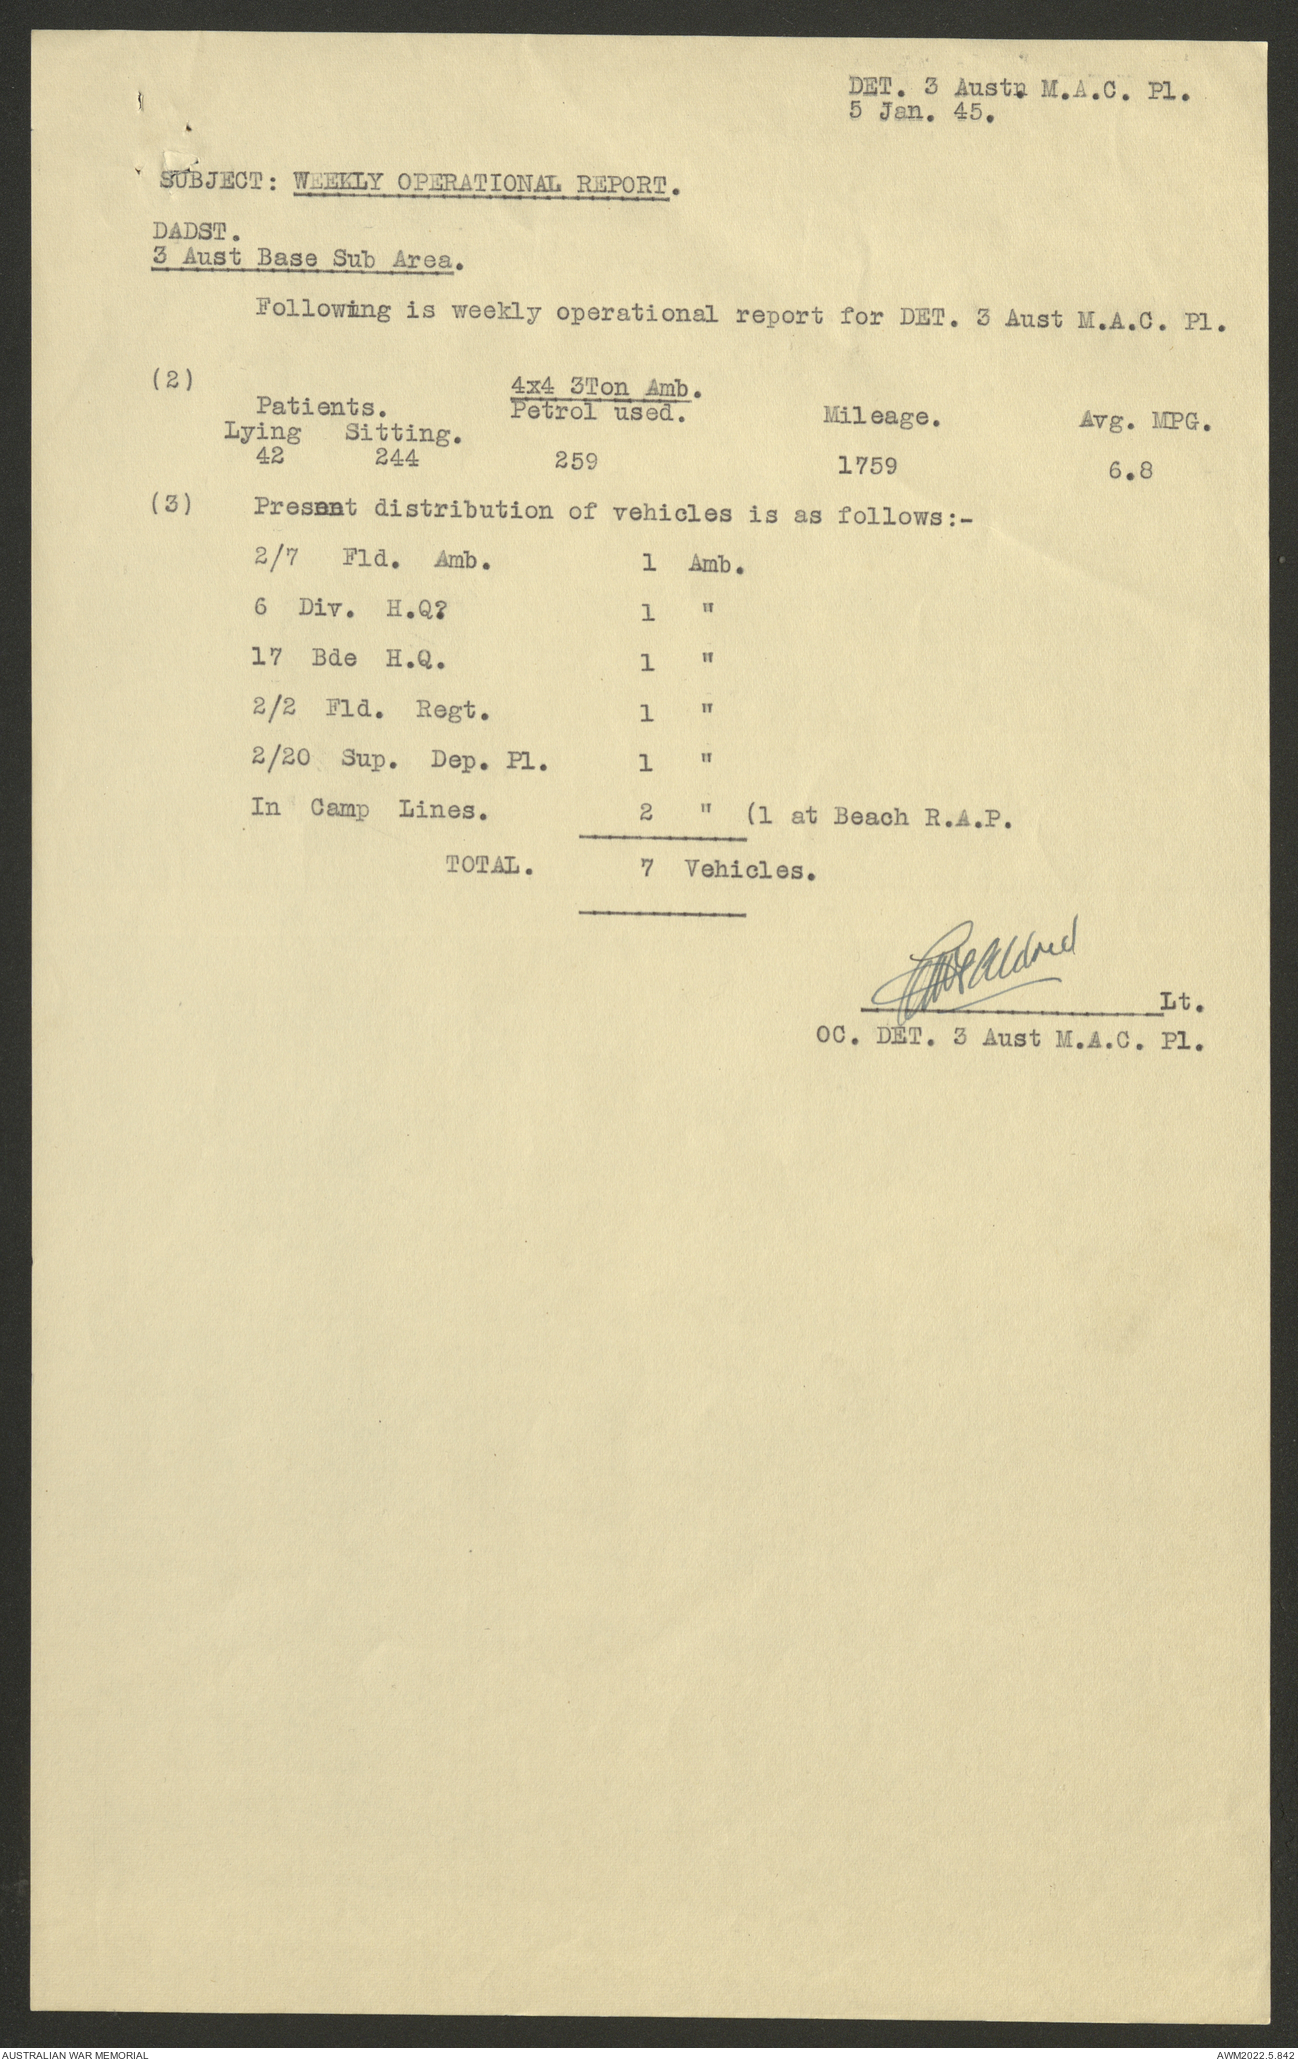 DET. 3 Austn M.A.C. Pl.
5 Jan. 45.
SUBJECT: WEEKLY OPERATIONAL REPORT.
DADST.
3 Aust Base Sub Area.
Following is weekly operational report for DET. 3 Aust M.A.C. Pl.
(2) 4x4 3Ton Amb.
Patients. Petrol used. Mileage. Avg. MPG.
Lying Sitting.
42 244 259 1759 6.8
(3) Present distribution of vehicles is as follows:-
2/7 Fld. Amb. 1 Amb.
6 Div. H.Q? 1 "
17 Bde H.Q. 1 "
2/2 Fld. Regt. 1 "
2/20 Sup. Dep. Pl. 1 "
In Camp Lines. 2 " (1 at Beach R.A.P.
TOTAL. 7 Vehicles.
Aldred
Lt.
OC. DET. 3 Aust M.A.C. Pl.
AUSTRALIAN WAR MEMORIAL AWM2022.5.842